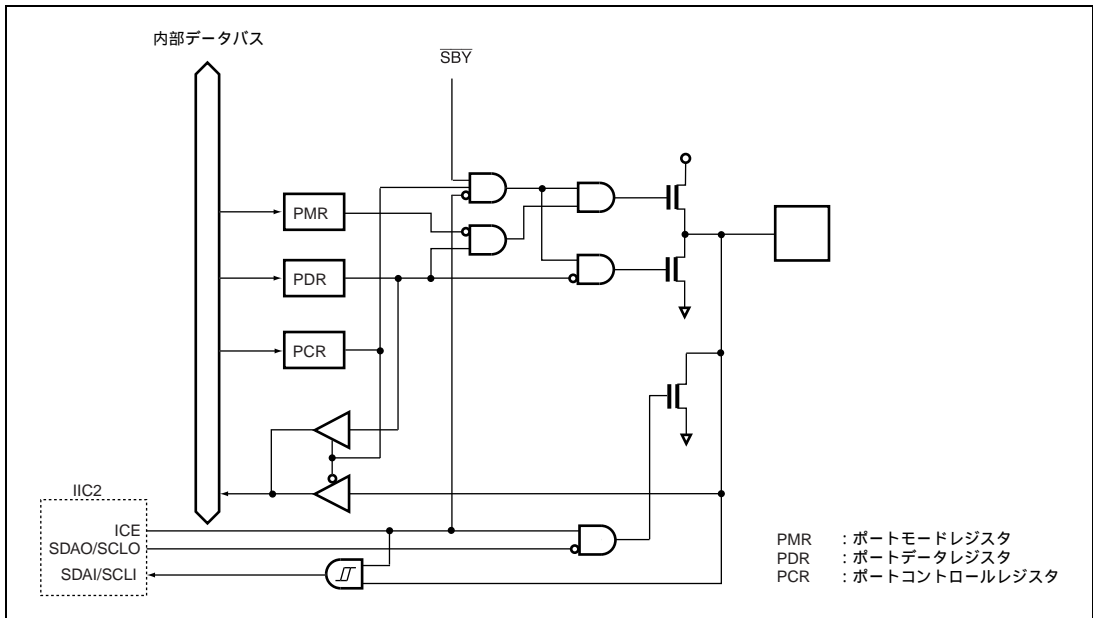 内部データバス
SBY
PMR
PDR
PCR
IIC2
ICE
SDAO/SCLO
SDAI/SCLI
PMR :ポートモードレジスタ
PDR :ポートデータレジスタ
PCR :ポートコントロールレジスタ